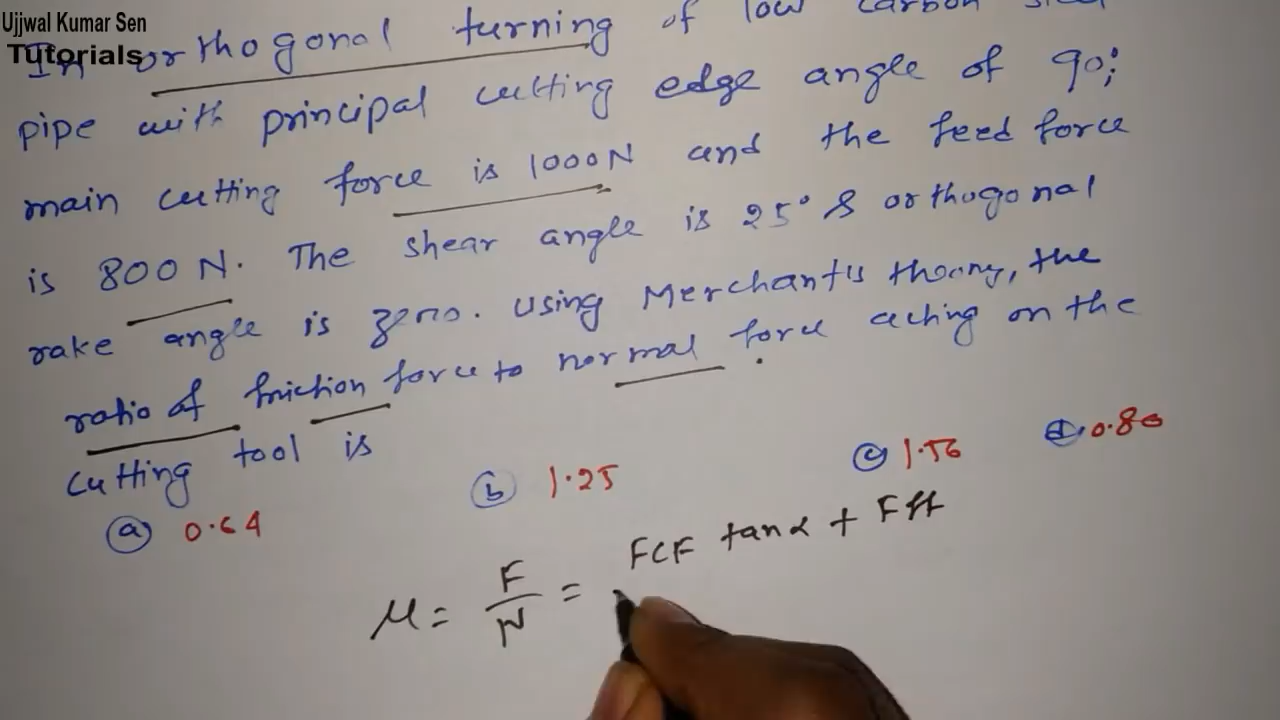 Ujjwal Kumar Sen
Tutorials
In orthogonal turning of low carbon steel
pipe with principal cutting edge angle of 90°;
main cutting force is 1000N and the feed force
is 800N. The shear angle is 25° & orthogonal
rake angle is zero. Using Merchant's theory, the
ratio of friction force to normal force acting on the
cutting tool is
(a) 0.64 (b) 1.25 (c) 1.56 (d) 0.80
μ = F/N = FCF tanα + Fff